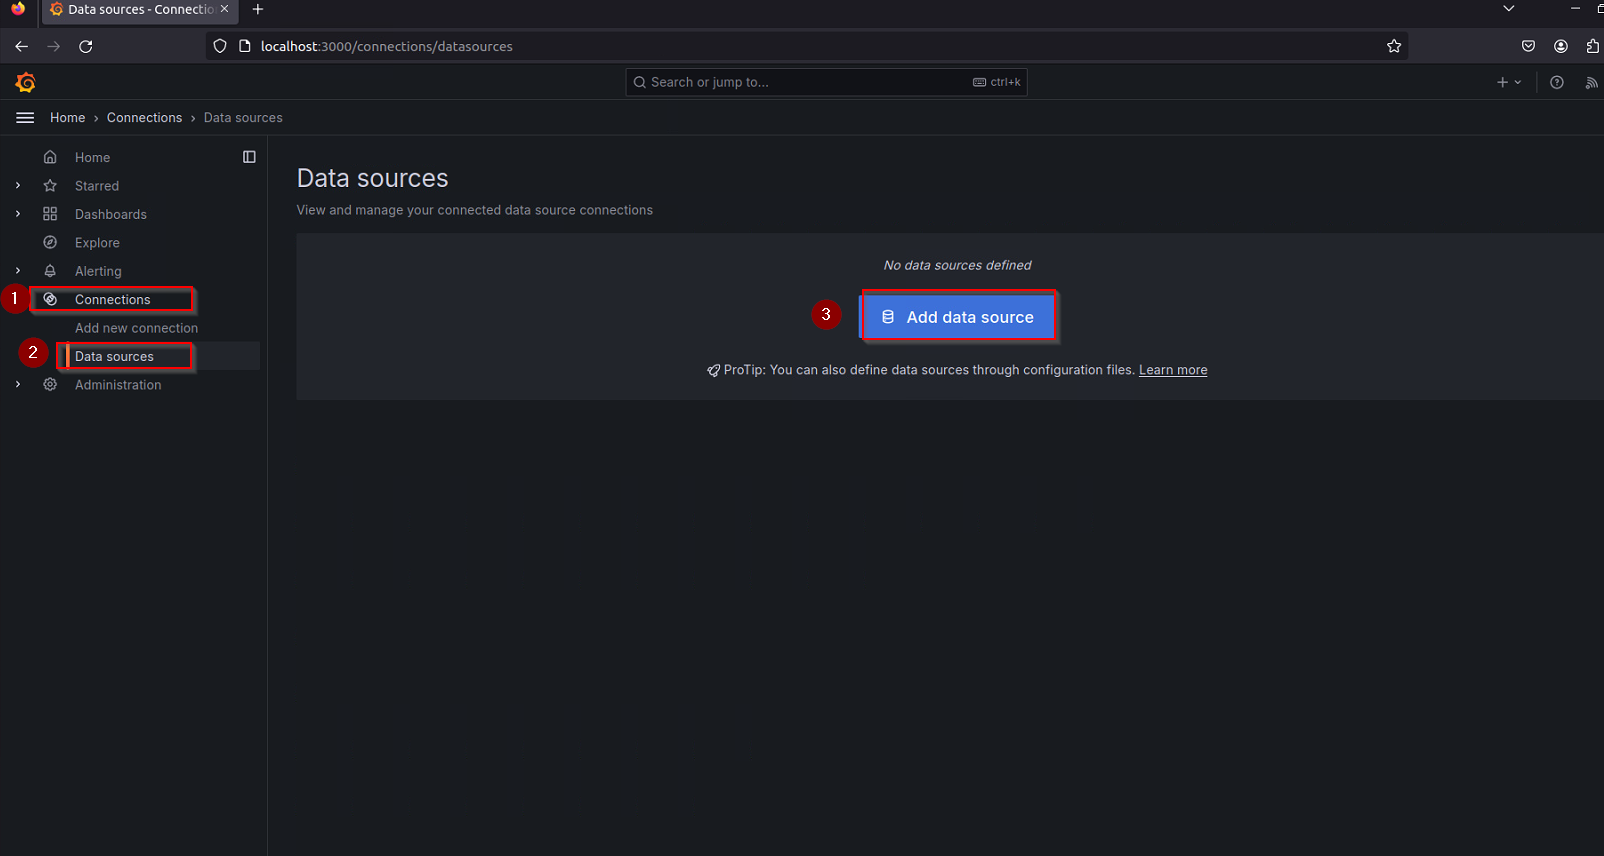 Data sources - Connectio
localhost:3000/connections/datasources
Search or jump to...
ctrl+k
Home › Connections › Data sources
Home
Starred
Dashboards
Explore
Alerting
1
Connections
Add new connection
2
Data sources
Administration
Data sources
View and manage your connected data source connections
No data sources defined
3
Add data source
ProTip: You can also define data sources through configuration files. Learn more